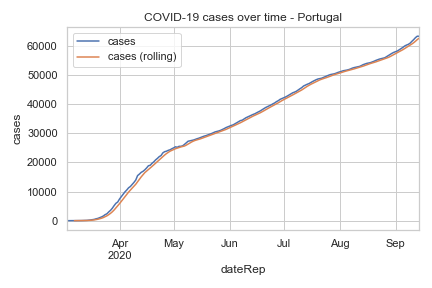 COVID-19 cases over time - Portugal
cases
cases (rolling)
60000
50000
40000
30000
20000
10000
0
cases
Apr
2020
May
Jun
Jul
Aug
Sep
dateRep